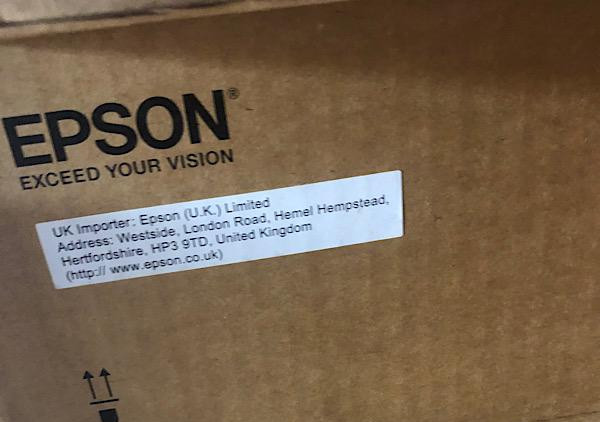 EPSON®
EXCEED YOUR VISION
UK Importer: Epson (U.K.) Limited
Address: Westside, London Road, Hemel Hempstead,
Hertfordshire, HP3 9TD, United Kingdom
(http:// www.epson.co.uk)